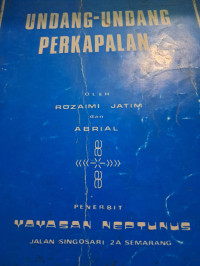 UNDANG-UNDANG
PERKAPALAN
OLEH
ROZAIMI JATIM
dan
ABRIAL
PENERBIT
YAYASAN NEPTUNUS
JALAN SINGOSARI 2A SEMARANG